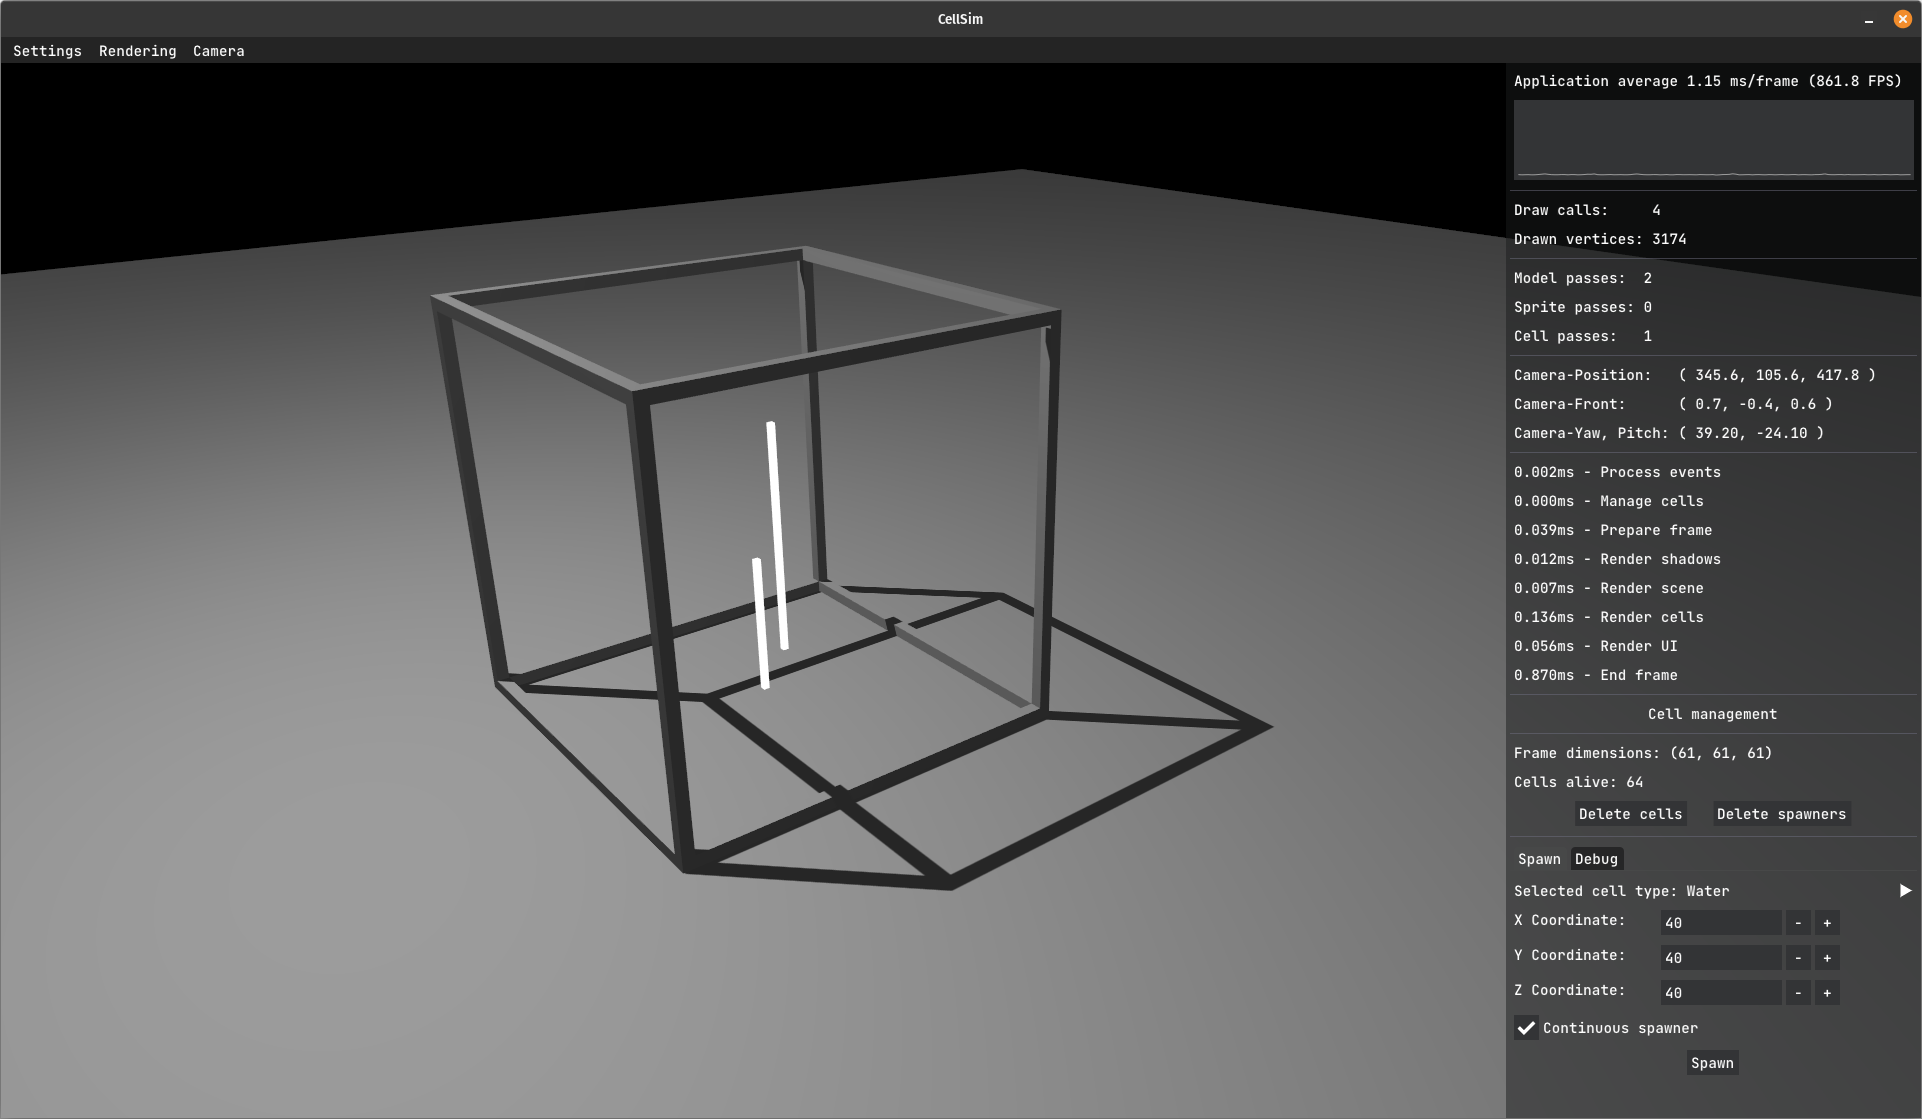 CellSim
Settings Rendering Camera
Application average 1.15 ms/frame (861.8 FPS)
Draw calls: 4
Drawn vertices: 3174
Model passes: 2
Sprite passes: 0
Cell passes: 1
Camera-Position: ( 345.6, 105.6, 417.8 )
Camera-Front: ( 0.7, -0.4, 0.6 )
Camera-Yaw, Pitch: ( 39.20, -24.10 )
0.002ms - Process events
0.000ms - Manage cells
0.039ms - Prepare frame
0.012ms - Render shadows
0.007ms - Render scene
0.136ms - Render cells
0.056ms - Render UI
0.870ms - End frame
Cell management
Frame dimensions: (61, 61, 61)
Cells alive: 64
Delete cells Delete spawners
Spawn Debug
Selected cell type: Water
X Coordinate: 40 - +
Y Coordinate: 40 - +
Z Coordinate: 40 - +
Continuous spawner
Spawn